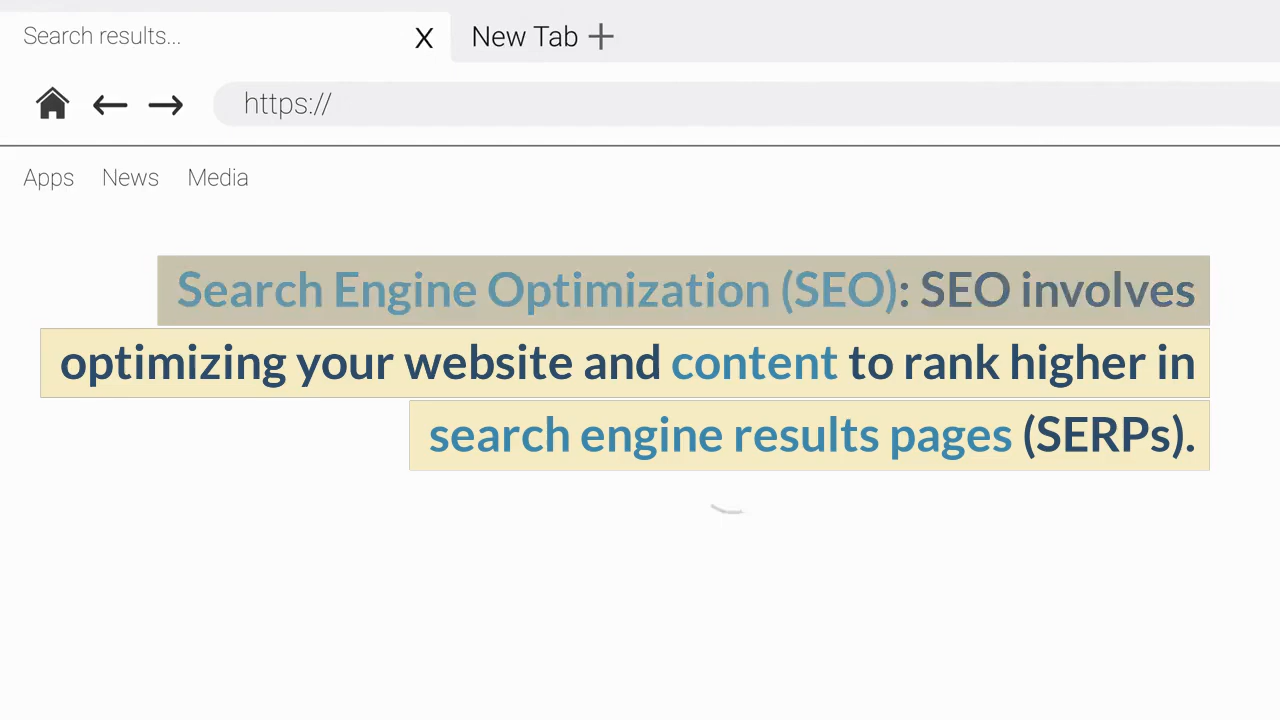 Search results... X New Tab +
https://
Apps News Media
Search Engine Optimization (SEO): SEO involves
optimizing your website and content to rank higher in
search engine results pages (SERPs).